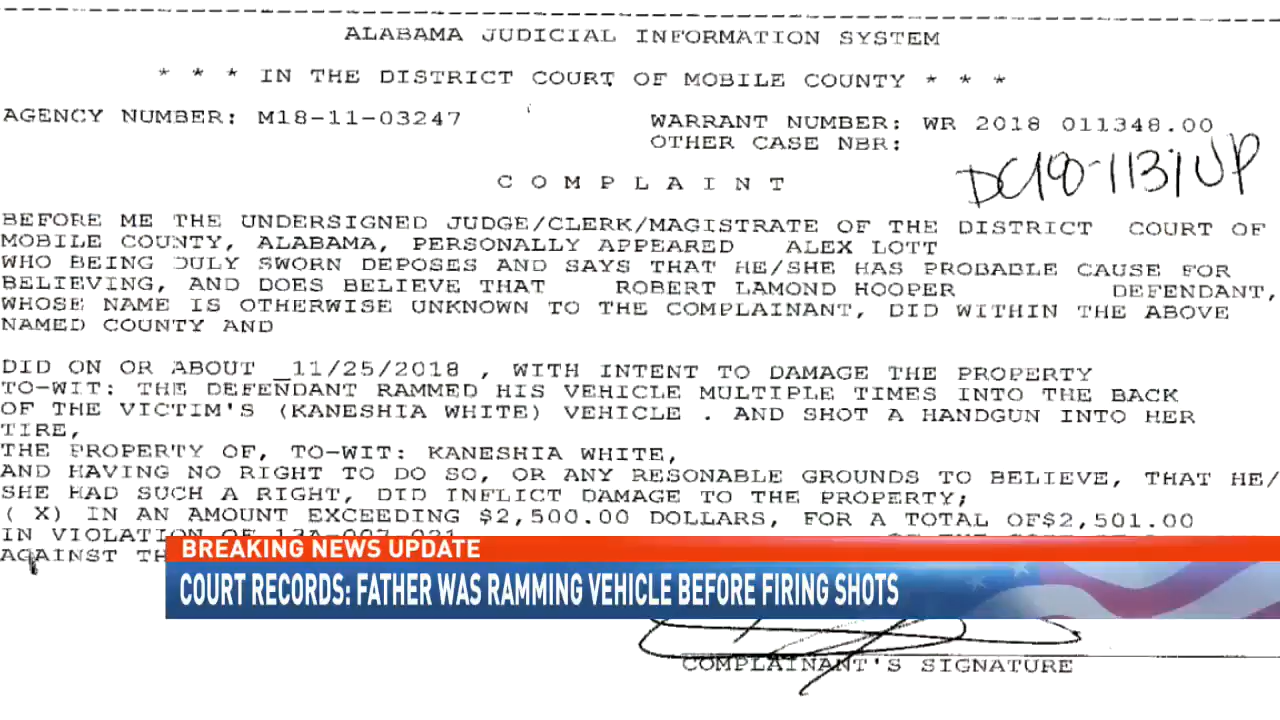 ALABAMA JUDICIAL INFORMATION SYSTEM
* * * IN THE DISTRICT COURT OF MOBILE COUNTY * * *
AGENCY NUMBER: M18-11-03247
WARRANT NUMBER: WR 2018 011348.00
OTHER CASE NBR:
C O M P L A I N T
BEFORE ME THE UNDERSIGNED JUDGE/CLERK/MAGISTRATE OF THE DISTRICT COURT OF
MOBILE COUNTY, ALABAMA, PERSONALLY APPEARED ALEX LOTT
WHO BEING DULY SWORN DEPOSES AND SAYS THAT HE/SHE HAS PROBABLE CAUSE FOR
BELIEVING, AND DOES BELIEVE THAT ROBERT LAMOND HOOPER DEFENDANT,
WHOSE NAME IS OTHERWISE UNKNOWN TO THE COMPLAINANT, DID WITHIN THE ABOVE
NAMED COUNTY AND
DID ON OR ABOUT _11/25/2018 , WITH INTENT TO DAMAGE THE PROPERTY
TO-WIT: THE DEFENDANT RAMMED HIS VEHICLE MULTIPLE TIMES INTO THE BACK
OF THE VICTIM'S (KANESHIA WHITE) VEHICLE . AND SHOT A HANDGUN INTO HER
TIRE,
THE PROPERTY OF, TO-WIT: KANESHIA WHITE,
AND HAVING NO RIGHT TO DO SO, OR ANY RESONABLE GROUNDS TO BELIEVE, THAT HE/
SHE HAD SUCH A RIGHT, DID INFLICT DAMAGE TO THE PROPERTY;
( X) IN AN AMOUNT EXCEEDING $2,500.00 DOLLARS, FOR A TOTAL OF$2,501.00
IN VIOLATION OF
AGAINST
BREAKING NEWS UPDATE
COURT RECORDS: FATHER WAS RAMMING VEHICLE BEFORE FIRING SHOTS
COMPLAINANT'S SIGNATURE